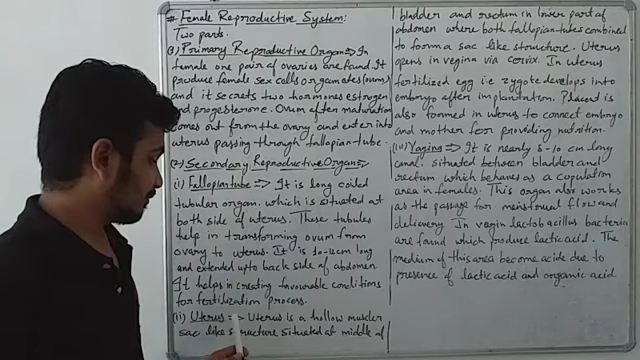 # Female Reproductive System:
Two parts.
(1) Primary Reproductive Organ => In
female one pair of ovaries are found. It
produce female sex cells or gametes (ovum)
and it secrets two hormones estrogen
and progesterone. Ovum after maturation
comes out from the ovary and enter into
uterus passing through fallopian tube.
(2) Secondary Reproductive Organ=>
(i) Fallopian tube => It is long coiled
tubular organ. which is situated at
both side of uterus. These tubules
help in transforming ovum from
ovary to uterus. It is 10-12cm long
and extended upto back side of abdomen
It helps in creating favourable conditions
for fertilization process.
(ii) Uterus => Uterus is a hollow
sac like structure situated at middle of
bladder and rectum in lower part of
abdomen where both fallopian tubes combined
to form a sac like structure. Uterus
opens in vagina via cervix. In uterus
fertilized egg i.e zygote develops into
embryo after implantation. Placent is
also formed in uterus to connect embryo
and mother for providing nutrition.
(iii) Vagina => It is nearly 8-10 cm long
canal situated between bladder and
rectum which behaves as a copulation
area in females. This organ also works
as the passage for menstrual flow and
delievery. In vagin lactobacillus bacteria
are found which produce lactic acid. The
medium of this area become acidic due to
presence of lactic acid and organic acid